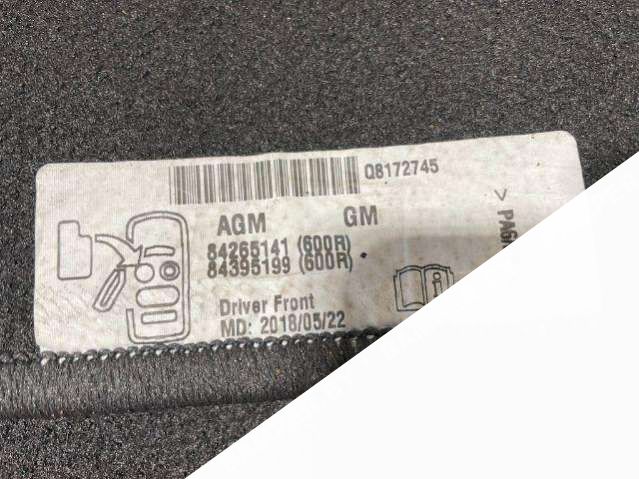 Q8172745
AGM GM
84265141 (600R)
84395199 (600R)
Driver Front
MD: 2018/05/22